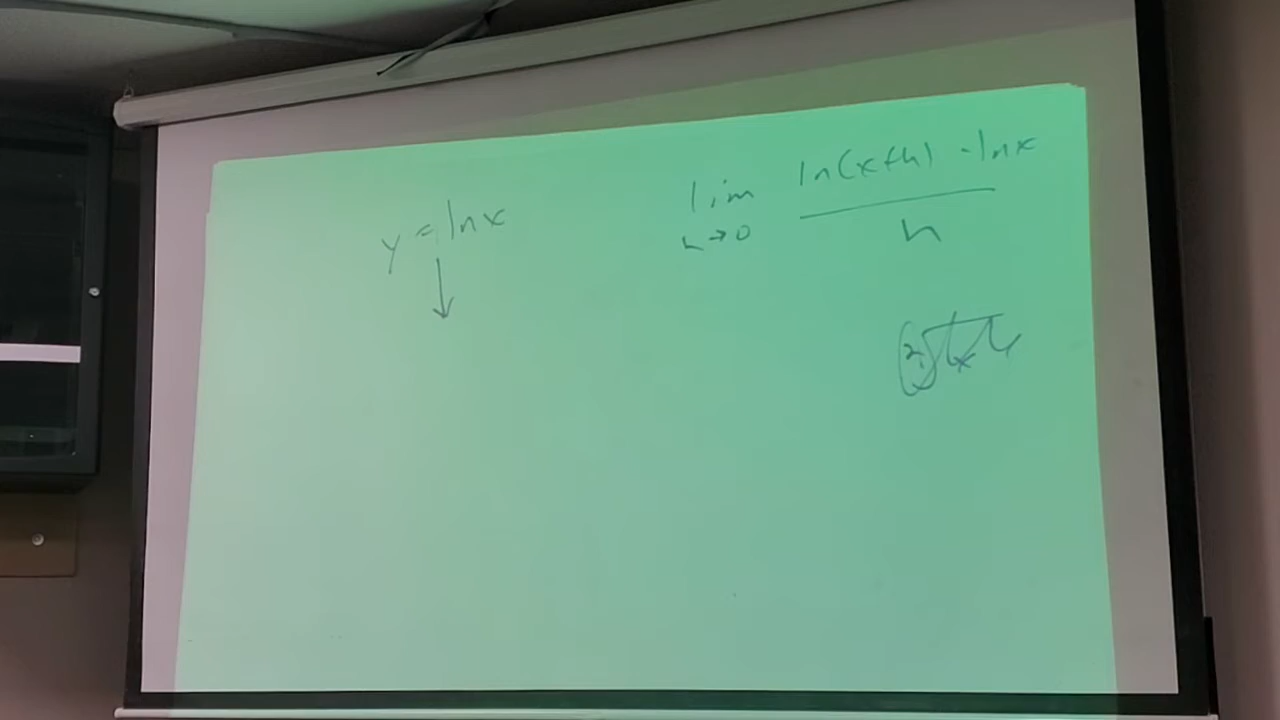 y = ln x
lim ln(x+h) - ln x
h→0 h